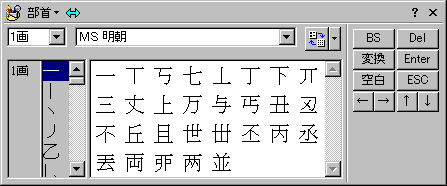 部首 ? ×
1画 MS 明朝 BS Del
変換 Enter
空白 ESC
← → ↑ ↓
1画
一
丨
丶
丿
乙
一 丅 丂 七 丄 丁 下 丌
三 丈 上 万 与 丐 丑 丒
不 丘 且 世 丗 丕 丙 丞
丟 両 丣 两 並